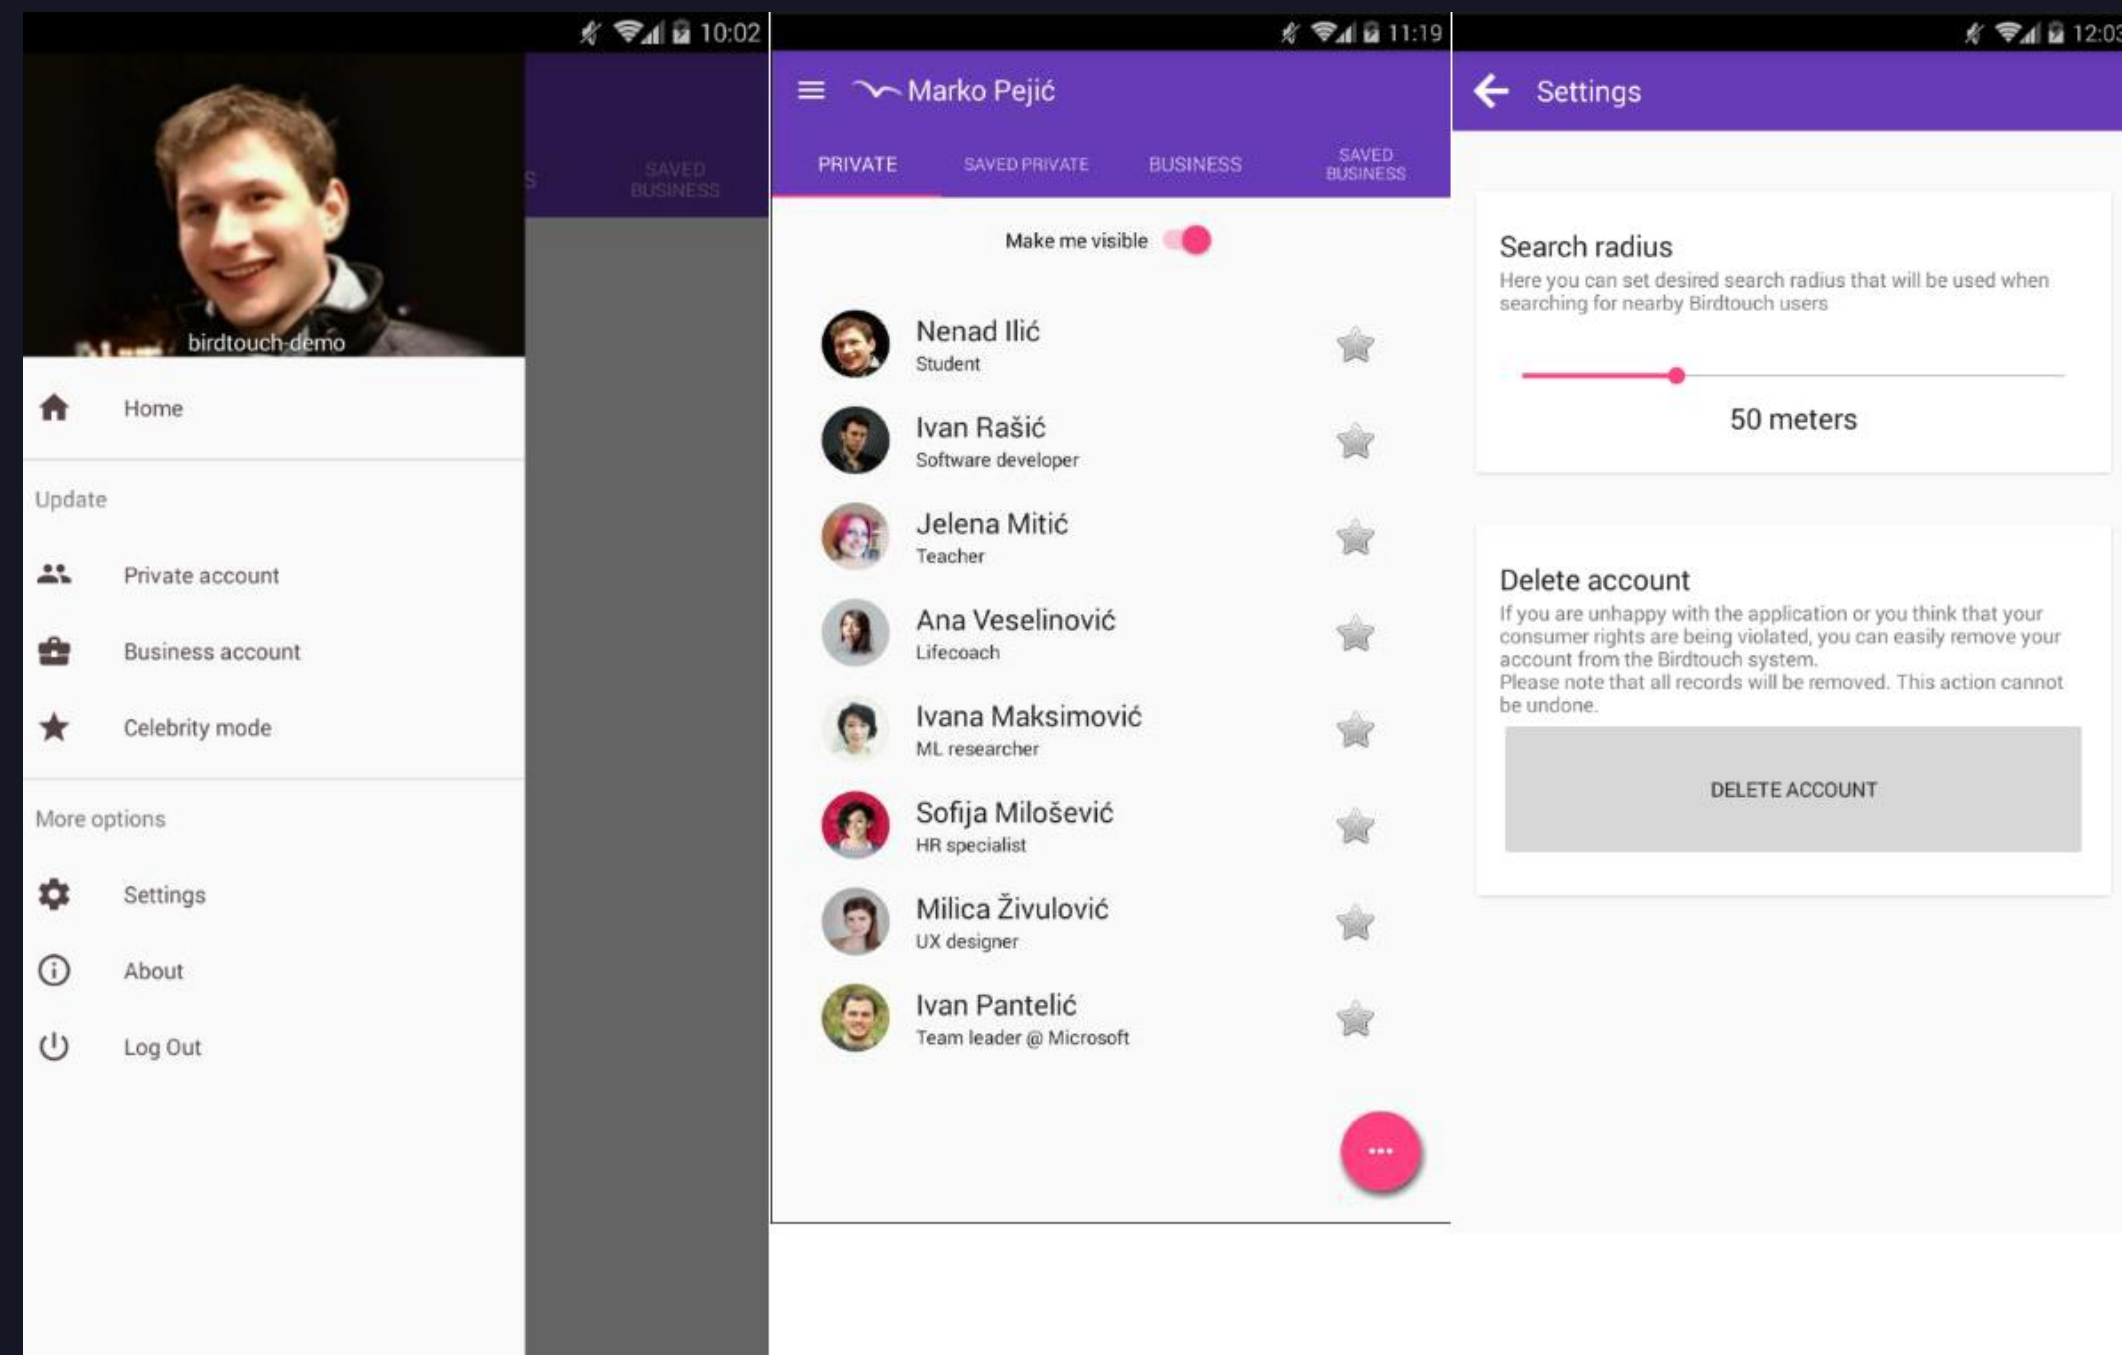 10:02
SAVED
BUSINESS
S
birdtouch-demo
Home
Update
Private account
Business account
Celebrity mode
More options
Settings
About
Log Out
11:19
Marko Pejić
PRIVATE
SAVED PRIVATE
BUSINESS
SAVED
BUSINESS
Make me visible
Nenad Ilić
Student
Ivan Rašić
Software developer
Jelena Mitić
Teacher
Ana Veselinović
Lifecoach
Ivana Maksimović
ML researcher
Sofija Milošević
HR specialist
Milica Živulović
UX designer
Ivan Pantelić
Team leader @ Microsoft
12:03
Settings
Search radius
Here you can set desired search radius that will be used when
searching for nearby Birdtouch users
50 meters
Delete account
If you are unhappy with the application or you think that your
consumer rights are being violated, you can easily remove your
account from the Birdtouch system.
Please note that all records will be removed. This action cannot
be undone.
DELETE ACCOUNT